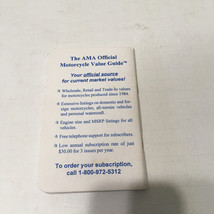 The AMA Official
Motorcycle Value Guide™
Your official source
for current market values!
Wholesale, Retail and Trade-In values
for motorcycles produced since 1984.
Extensive listings on domestic and for-
eign motorcycles, all-terrain vehicles
and personal watercraft.
Engine size and MSRP listings for all
vehicles.
Free telephone support for subscribers.
Low annual subscription rate of just
$30.00 for 3 issues per year.
To order your subscription,
call 1-800-972-5312